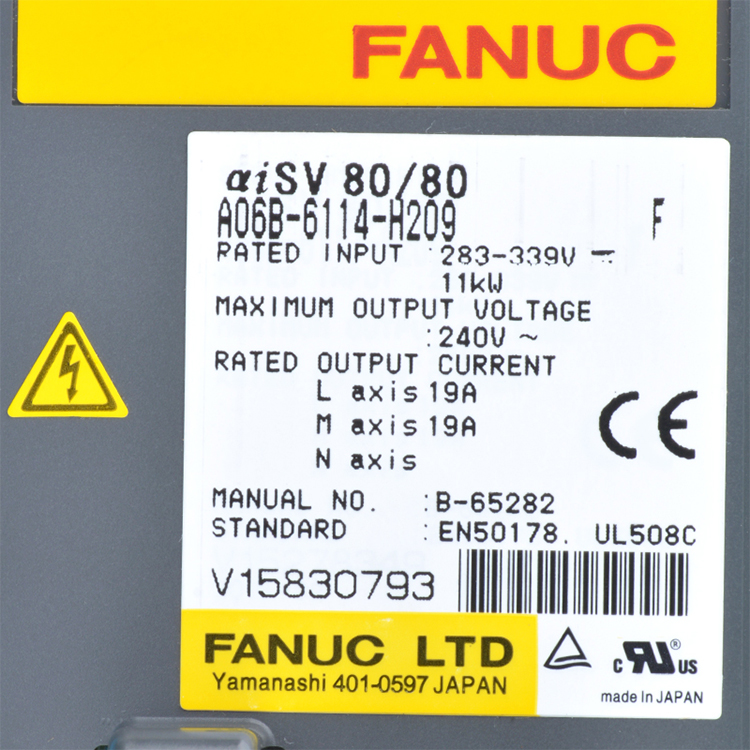 FANUC
αiSV 80/80
A06B-6114-H209 F
RATED INPUT : 283-339V ⎓
11kW
MAXIMUM OUTPUT VOLTAGE
: 240V ~
RATED OUTPUT CURRENT
L axis 19A
M axis 19A
N axis
CE
MANUAL NO. : B-65282
STANDARD : EN50178. UL508C
V15830793
FANUC LTD
Yamanashi 401-0597 JAPAN
c RU® US
made in JAPAN